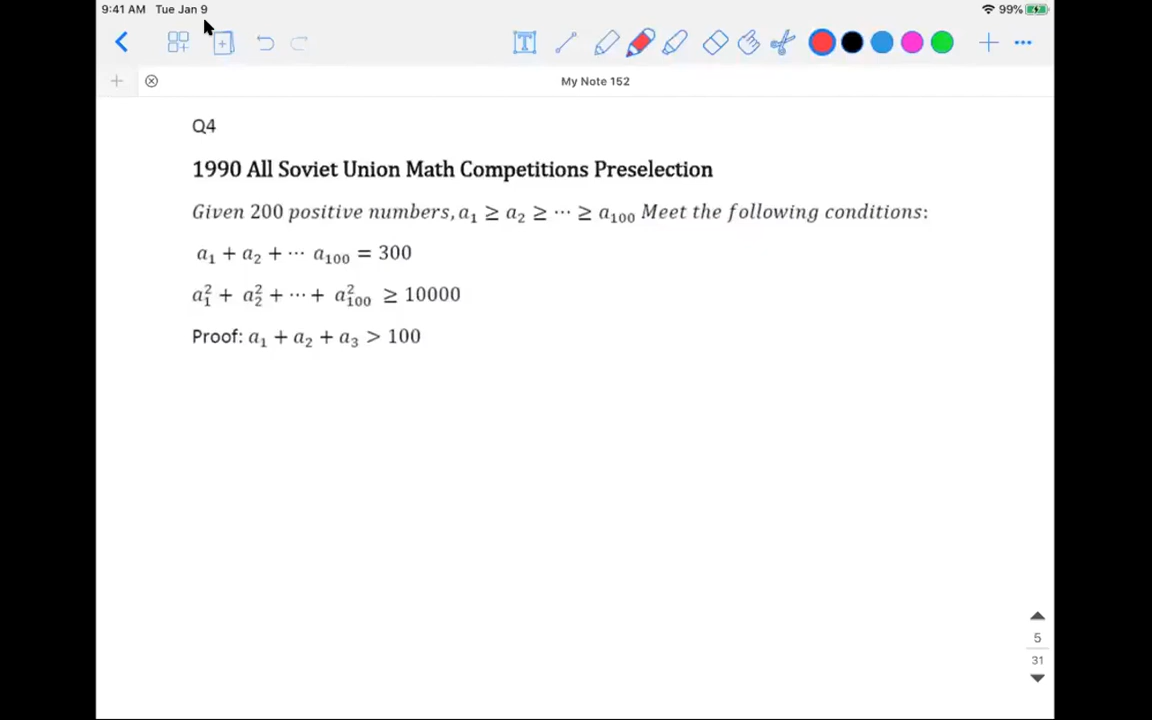 9:41 AM Tue Jan 9
99%
My Note 152
Q4
1990 All Soviet Union Math Competitions Preselection
Given 200 positive numbers, a₁ ≥ a₂ ≥ ⋯ ≥ a₁₀₀ Meet the following conditions:
a₁ + a₂ + ⋯ a₁₀₀ = 300
a₁² + a₂² + ⋯ + a₁₀₀² ≥ 10000
Proof: a₁ + a₂ + a₃ > 100
5
31